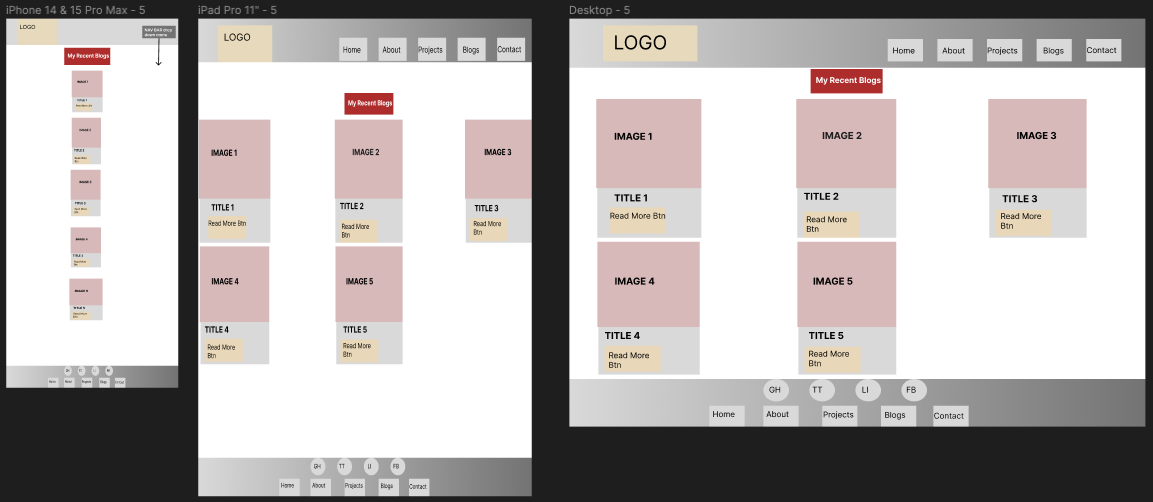 iPhone 14 & 15 Pro Max - 5
LOGO
NAV BAR drop
down menu
My Recent Blogs
IMAGE 1
TITLE 1
Read More Btn
IMAGE 2
TITLE 2
Read More
Btn
IMAGE 3
TITLE 3
Read More
Btn
IMAGE 4
TITLE 4
Read More
Btn
TITLE 5
Read More
Btn
Home
About
Projects
Blogs
Contact
iPad Pro 11" - 5
LOGO
Home
About
Projects
Blogs
Contact
My Recent Blogs
IMAGE 1
IMAGE 2
IMAGE 3
TITLE 1
TITLE 2
TITLE 3
Read More Btn
Read More
Btn
Read More
Btn
IMAGE 4
IMAGE 5
TITLE 4
TITLE 5
Read More
Btn
Read More
Btn
GH
TT
LI
FB
Home
About
Projects
Blogs
Contact
Desktop - 5
LOGO
Home
About
Projects
Blogs
Contact
My Recent Blogs
IMAGE 1
IMAGE 2
IMAGE 3
TITLE 1
TITLE 2
TITLE 3
Read More Btn
Read More
Btn
Read More
Btn
IMAGE 4
IMAGE 5
TITLE 4
TITLE 5
Read More
Btn
Read More
Btn
GH
TT
LI
FB
Home
About
Projects
Blogs
Contact